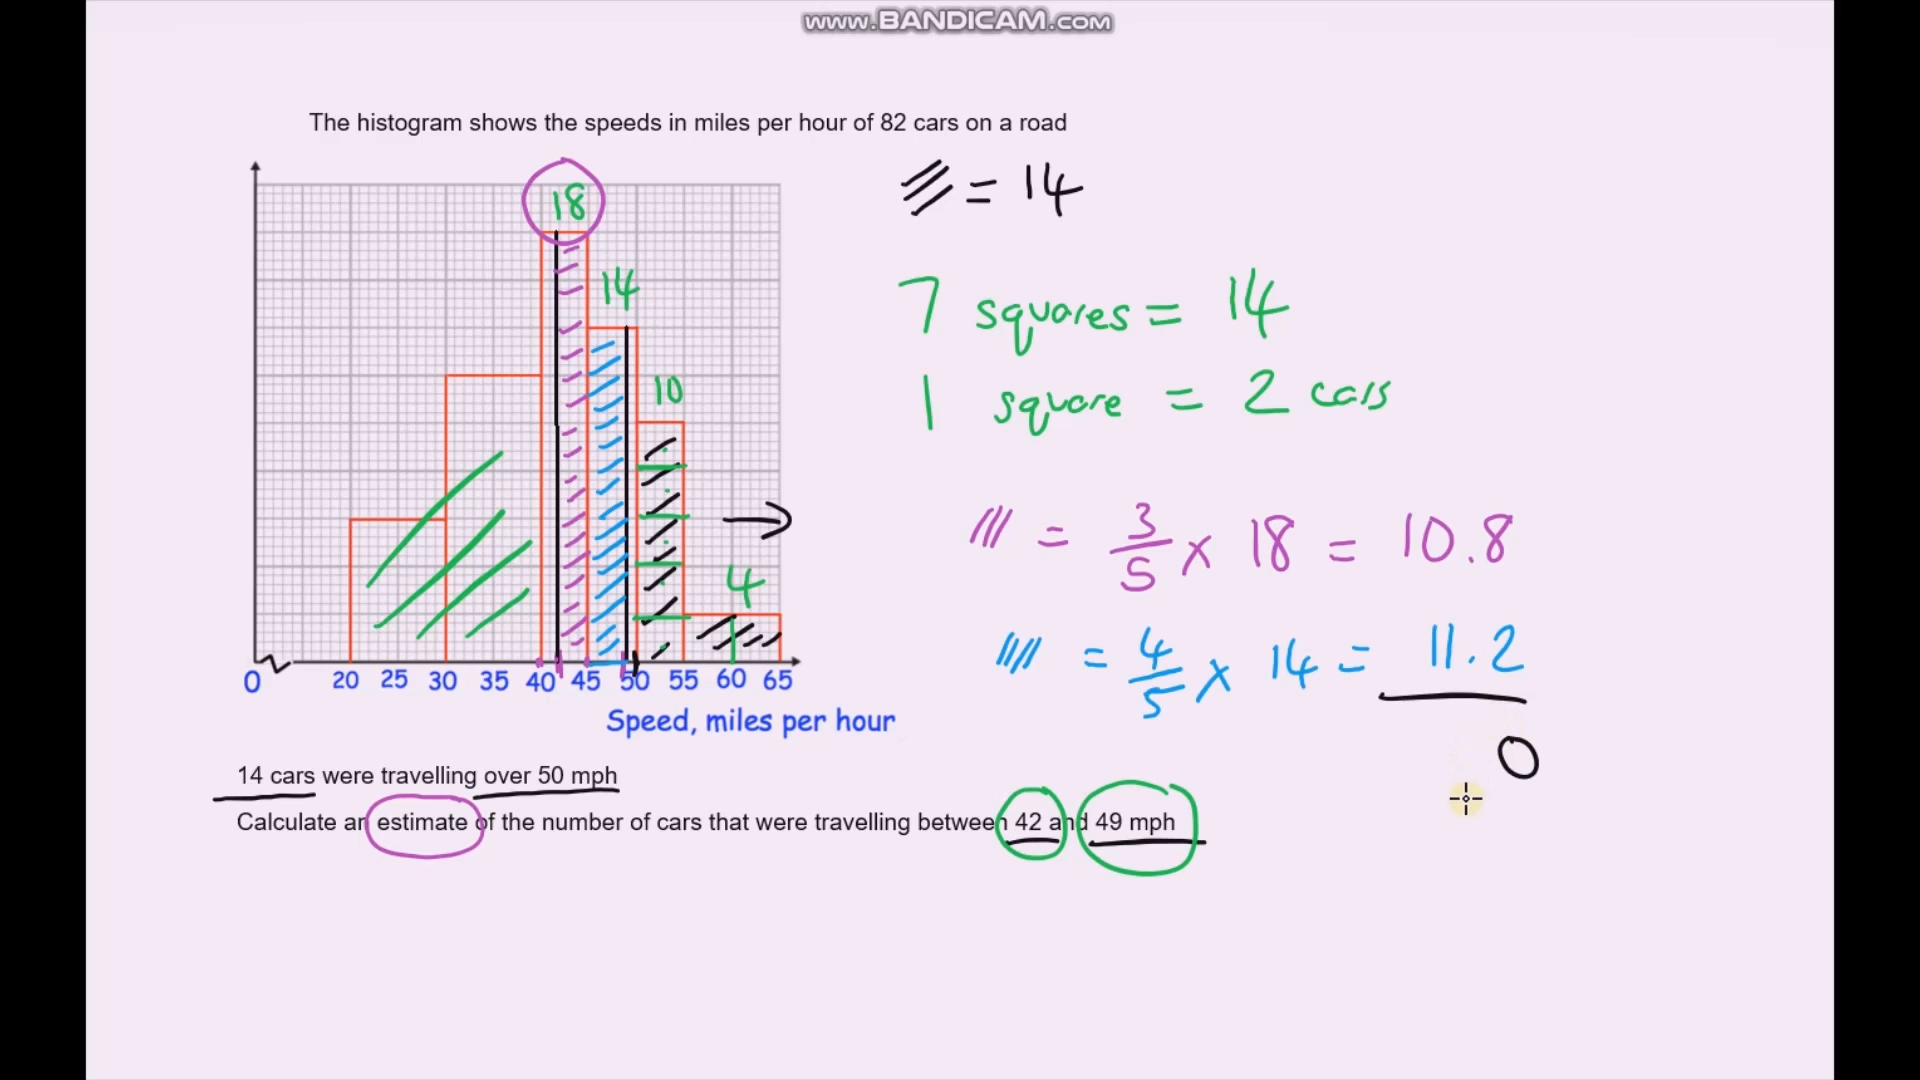 www.BANDICAM.com
The histogram shows the speeds in miles per hour of 82 cars on a road
18
14
10
4
0 20 25 30 35 40 45 50 55 60 65
Speed, miles per hour
= 14
7 squares = 14
1 square = 2 cars
= 3/5 x 18 = 10.8
= 4/5 x 14 = 11.2
0
14 cars were travelling over 50 mph
Calculate an estimate of the number of cars that were travelling between 42 and 49 mph